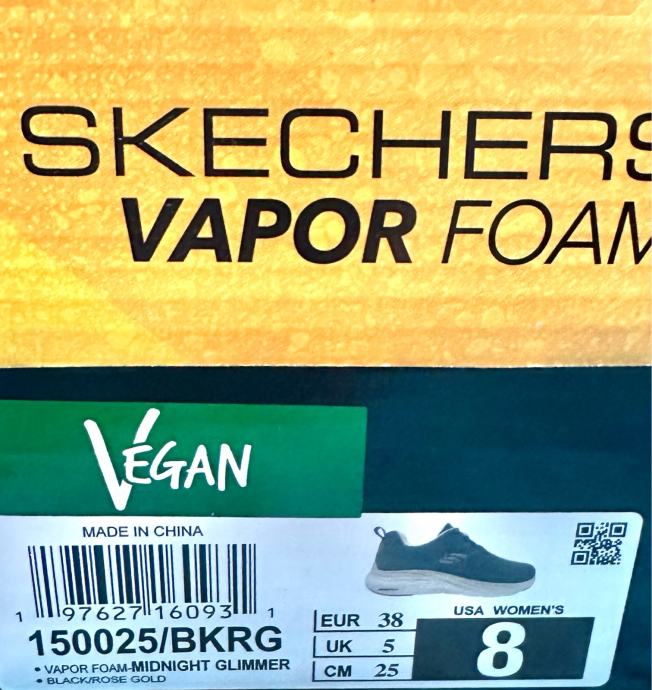 SKECHERS
VAPOR FOAM
VEGAN
MADE IN CHINA
1 97627 16093 1
150025/BKRG
• VAPOR FOAM-MIDNIGHT GLIMMER
• BLACK/ROSE GOLD
EUR 38
UK 5
CM 25
USA WOMEN'S
8